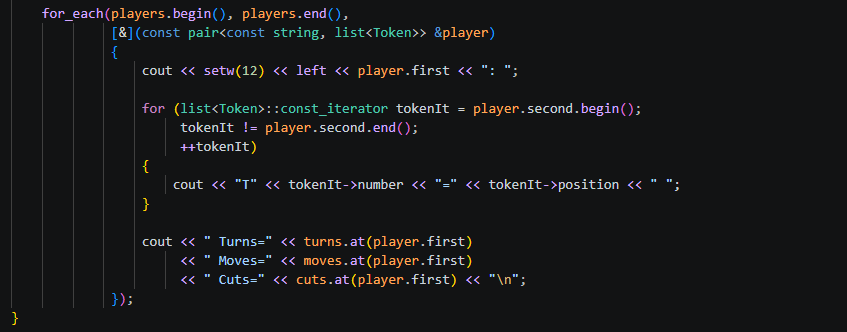 for_each(players.begin(), players.end(),
[&](const pair<const string, list<Token>> &player)
{
cout << setw(12) << left << player.first << ": ";
for (list<Token>::const_iterator tokenIt = player.second.begin();
tokenIt != player.second.end();
++tokenIt)
{
cout << "T" << tokenIt->number << "=" << tokenIt->position << " ";
}
cout << " Turns=" << turns.at(player.first)
<< " Moves=" << moves.at(player.first)
<< " Cuts=" << cuts.at(player.first) << "\n";
});
}